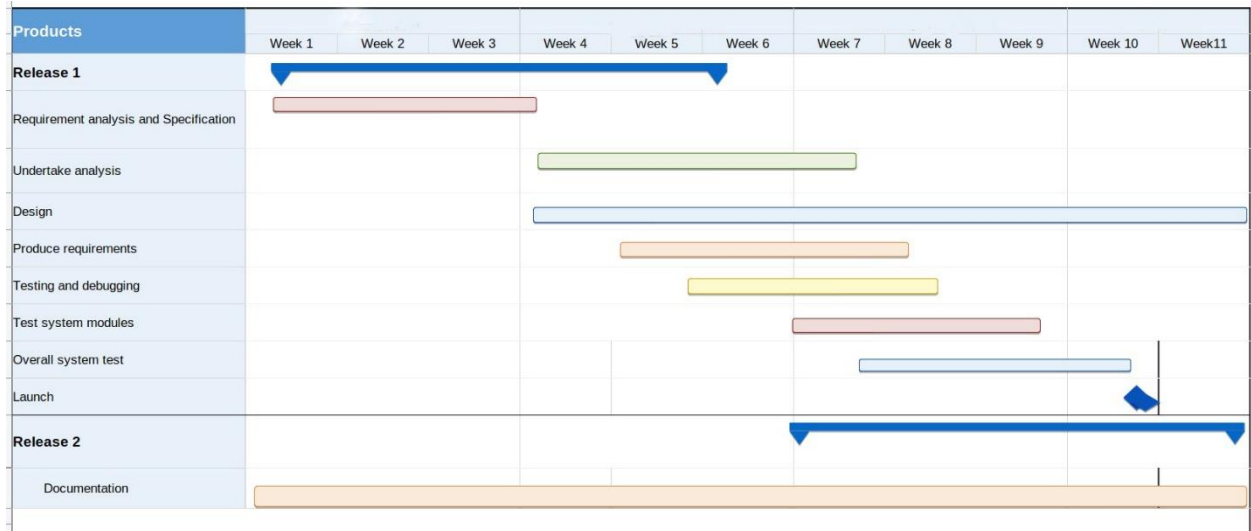 Products
Week 1 Week 2 Week 3 Week 4 Week 5 Week 6 Week 7 Week 8 Week 9 Week 10 Week11
Release 1
Requirement analysis and Specification
Undertake analysis
Design
Produce requirements
Testing and debugging
Test system modules
Overall system test
Launch
Release 2
Documentation